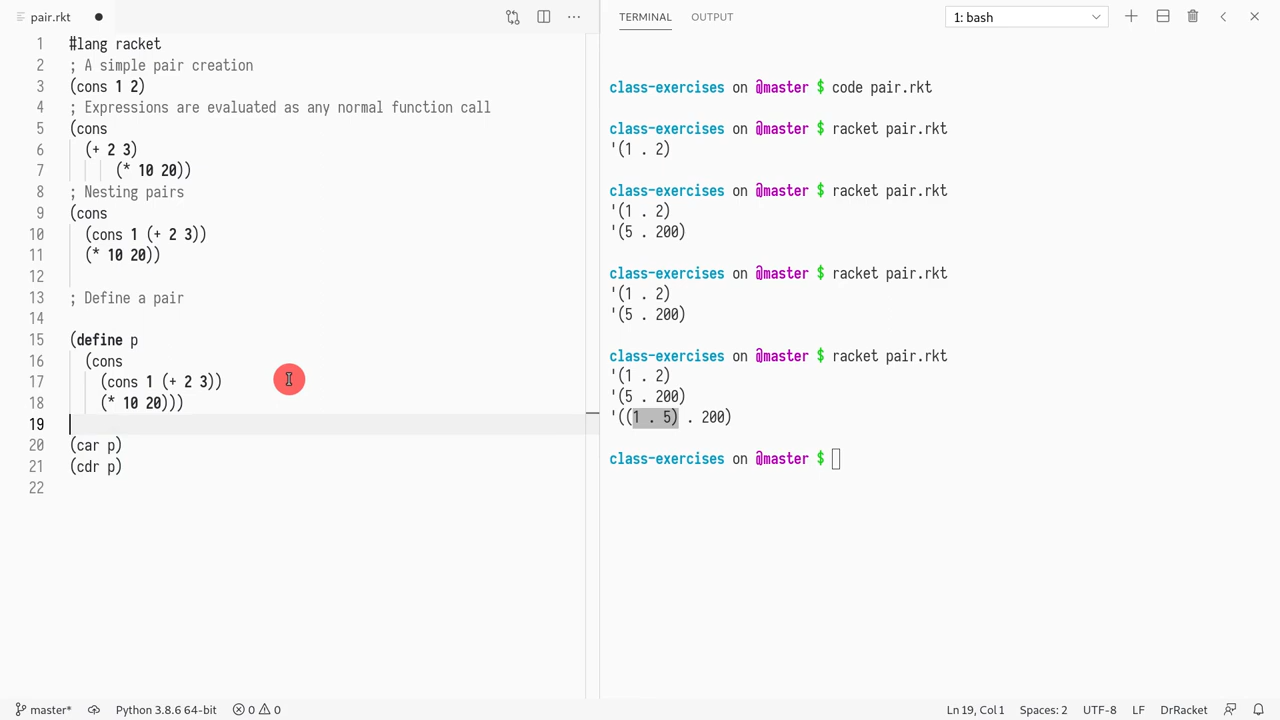 pair.rkt
1 #lang racket
2 ; A simple pair creation
3 (cons 1 2)
4 ; Expressions are evaluated as any normal function call
5 (cons
6 (+ 2 3)
7 (* 10 20))
8 ; Nesting pairs
9 (cons
10 (cons 1 (+ 2 3))
11 (* 10 20))
12
13 ; Define a pair
14
15 (define p
16 (cons
17 (cons 1 (+ 2 3))
18 (* 10 20)))
19
20 (car p)
21 (cdr p)
22
TERMINAL OUTPUT 1: bash
class-exercises on @master $ code pair.rkt
class-exercises on @master $ racket pair.rkt
'(1 . 2)
class-exercises on @master $ racket pair.rkt
'(1 . 2)
'(5 . 200)
class-exercises on @master $ racket pair.rkt
'(1 . 2)
'(5 . 200)
class-exercises on @master $ racket pair.rkt
'(1 . 2)
'(5 . 200)
'((1 . 5) . 200)
class-exercises on @master $
master* Python 3.8.6 64-bit 0 0 Ln 19, Col 1 Spaces: 2 UTF-8 LF DrRacket